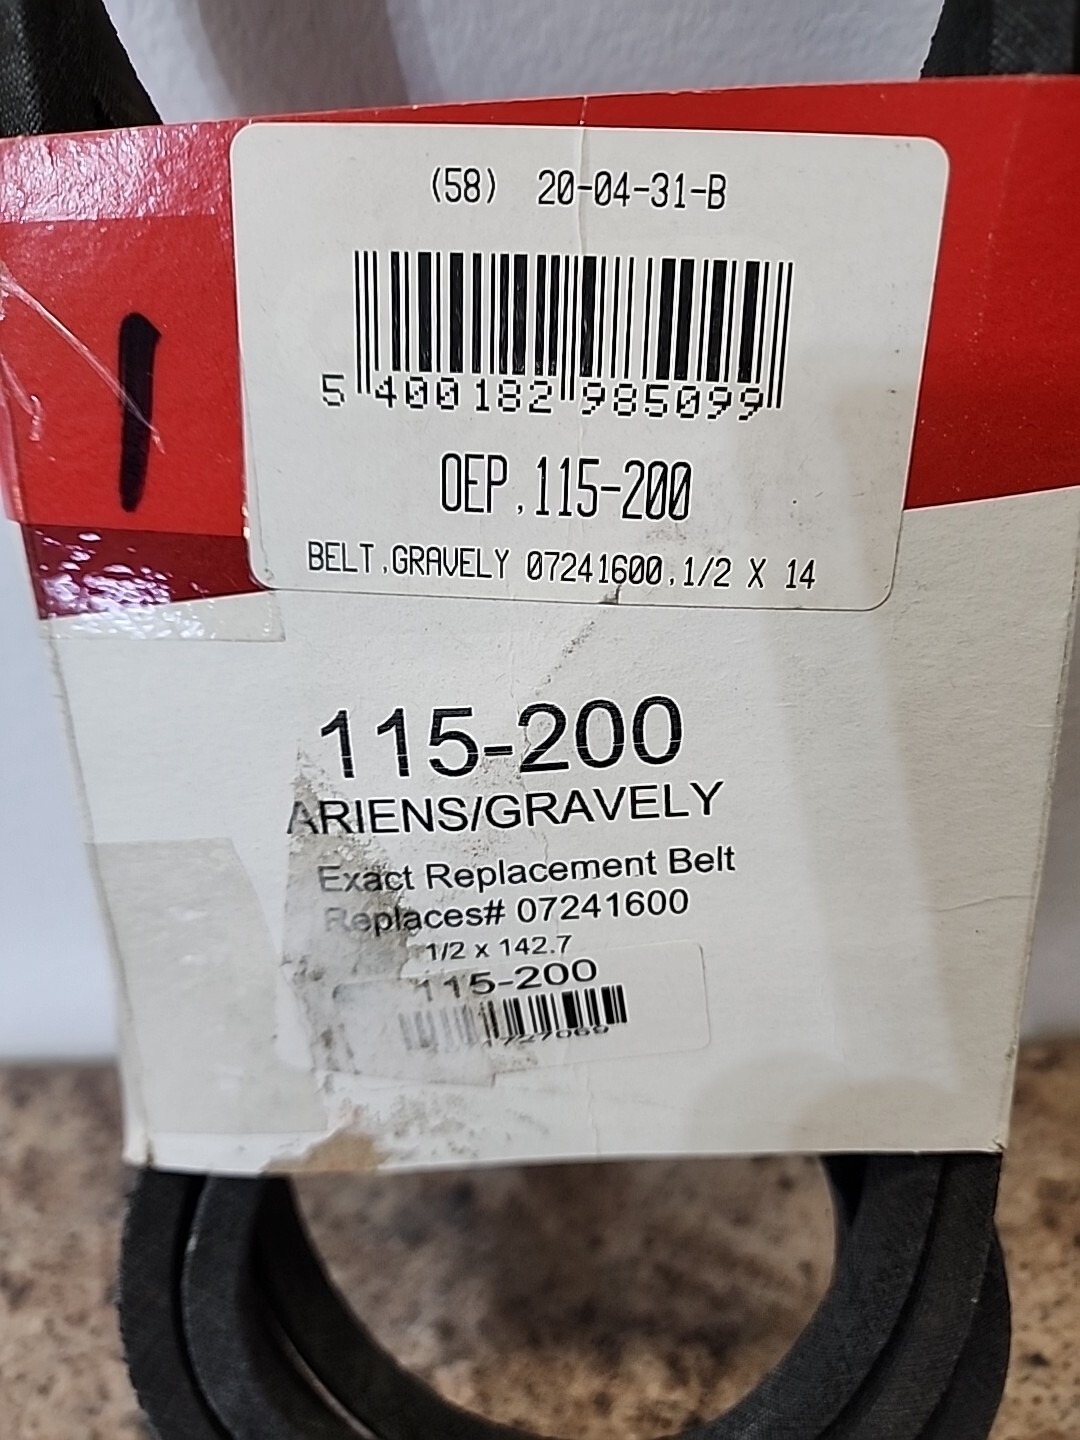 (58) 20-04-31-B
5 400182 985099
OEP.115-200
BELT.GRAVELY 07241600.1/2 X 14
1
115-200
ARIENS/GRAVELY
Exact Replacement Belt
Replaces# 07241600
1/2 x 142.7
115-200
727069